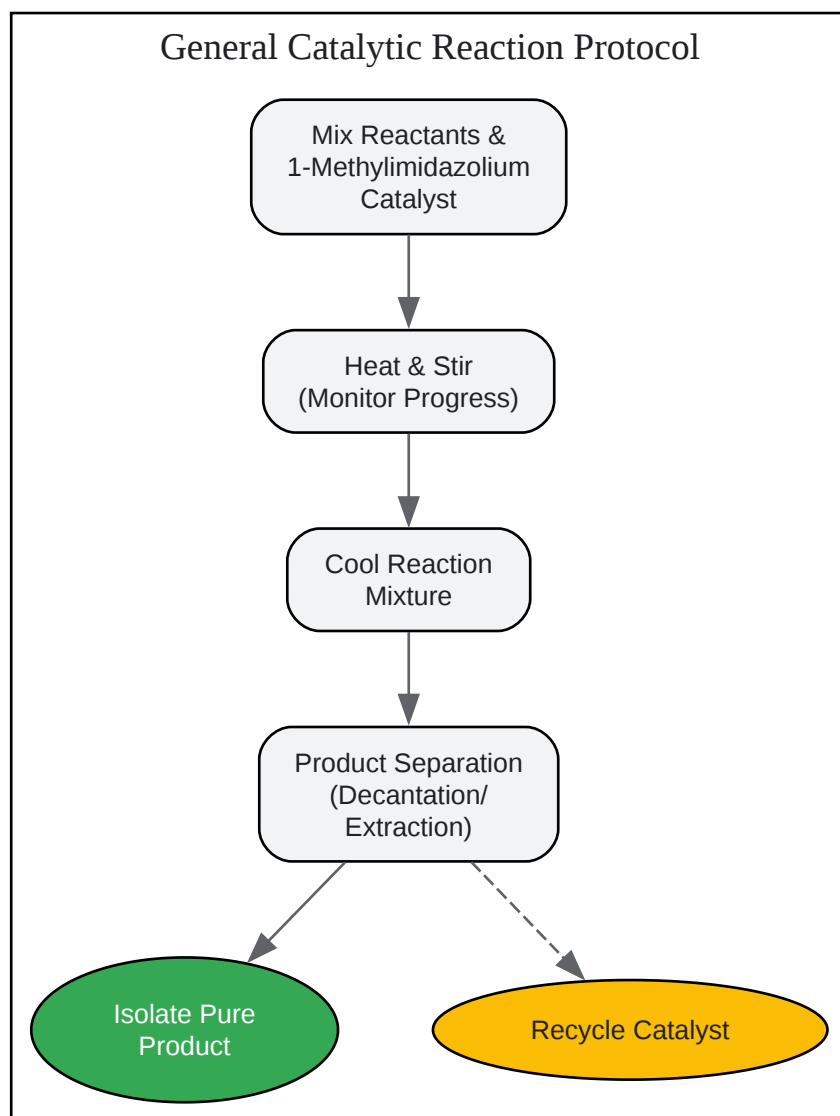 General Catalytic Reaction Protocol
Mix Reactants &
1-Methylimidazolium
Catalyst
Heat & Stir
(Monitor Progress)
Cool Reaction
Mixture
Product Separation
(Decantation/
Extraction)
Isolate Pure
Product
Recycle Catalyst